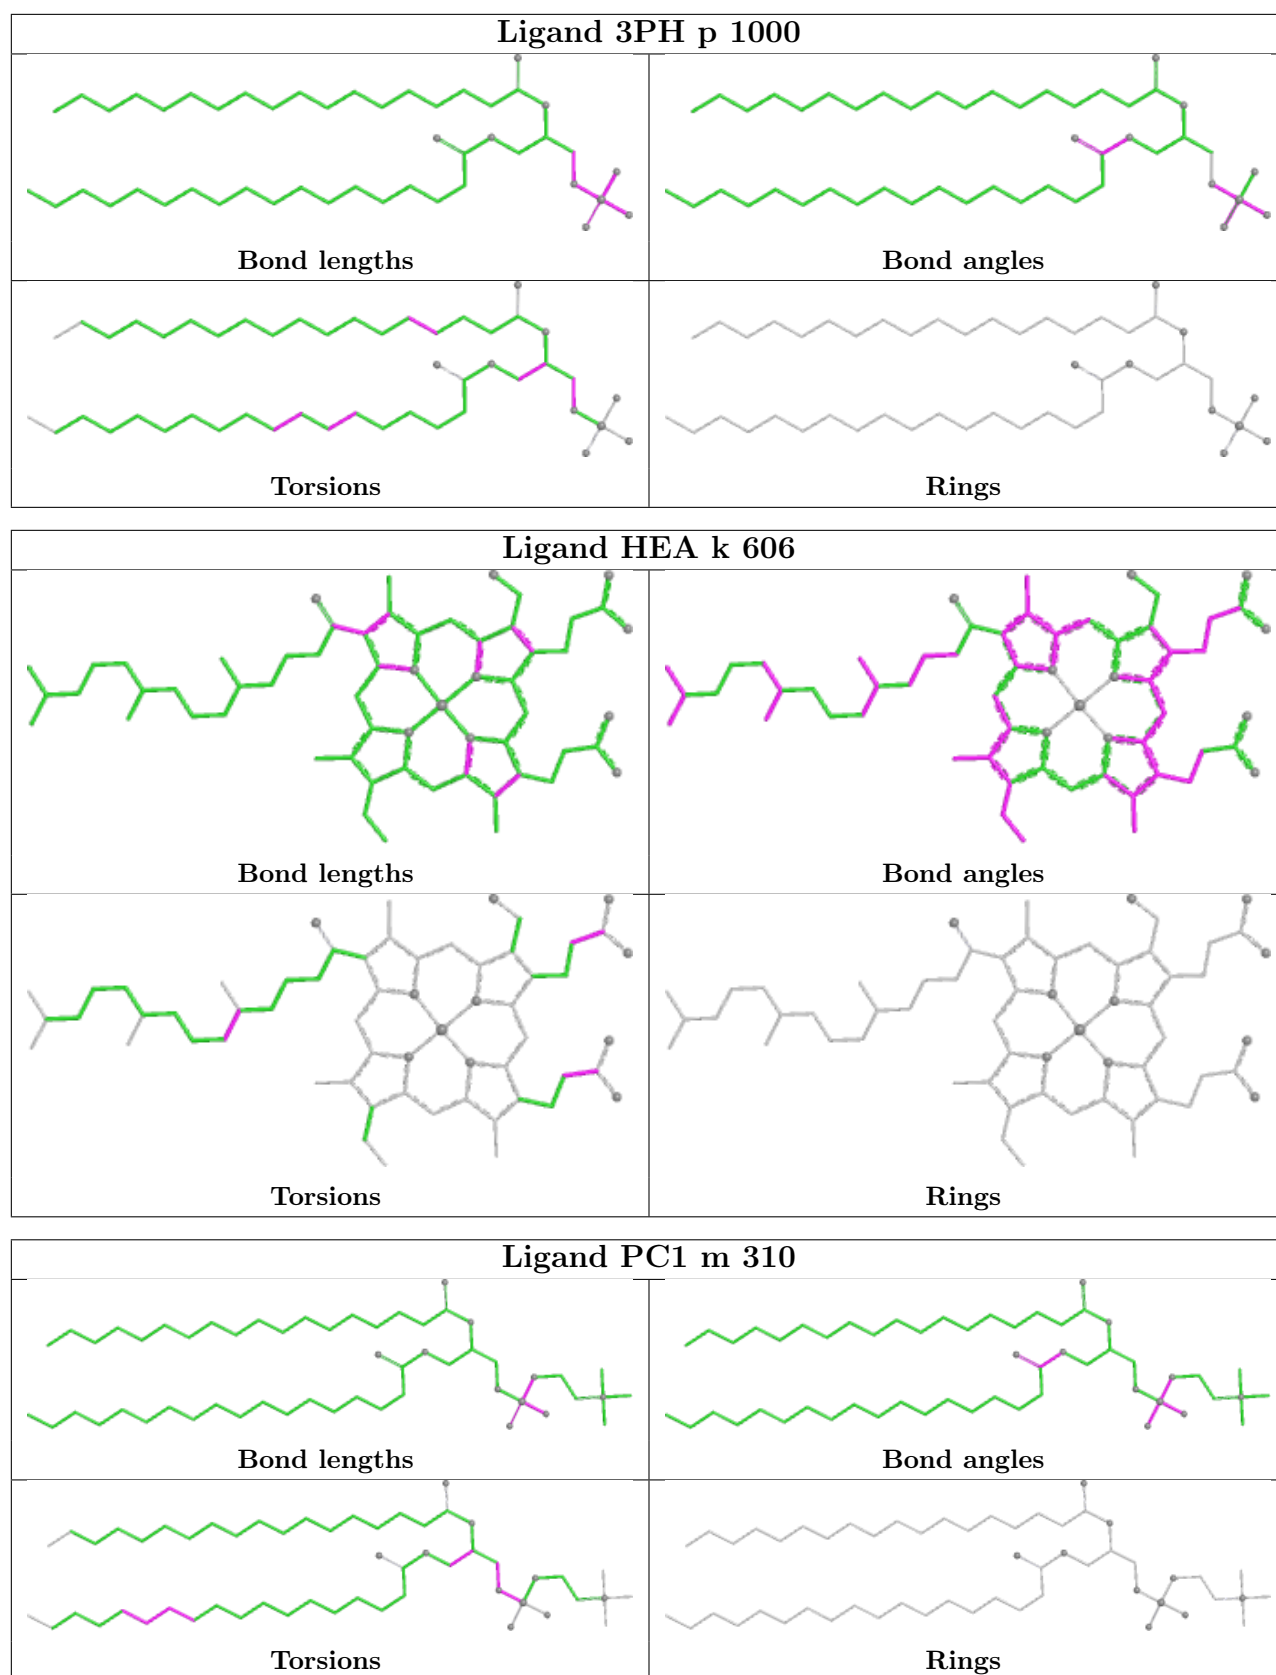 Ligand 3PH p 1000
Bond lengths
Bond angles
Torsions
Rings
Ligand HEA k 606
Bond lengths
Bond angles
Torsions
Rings
Ligand PC1 m 310
Bond lengths
Bond angles
Torsions
Rings